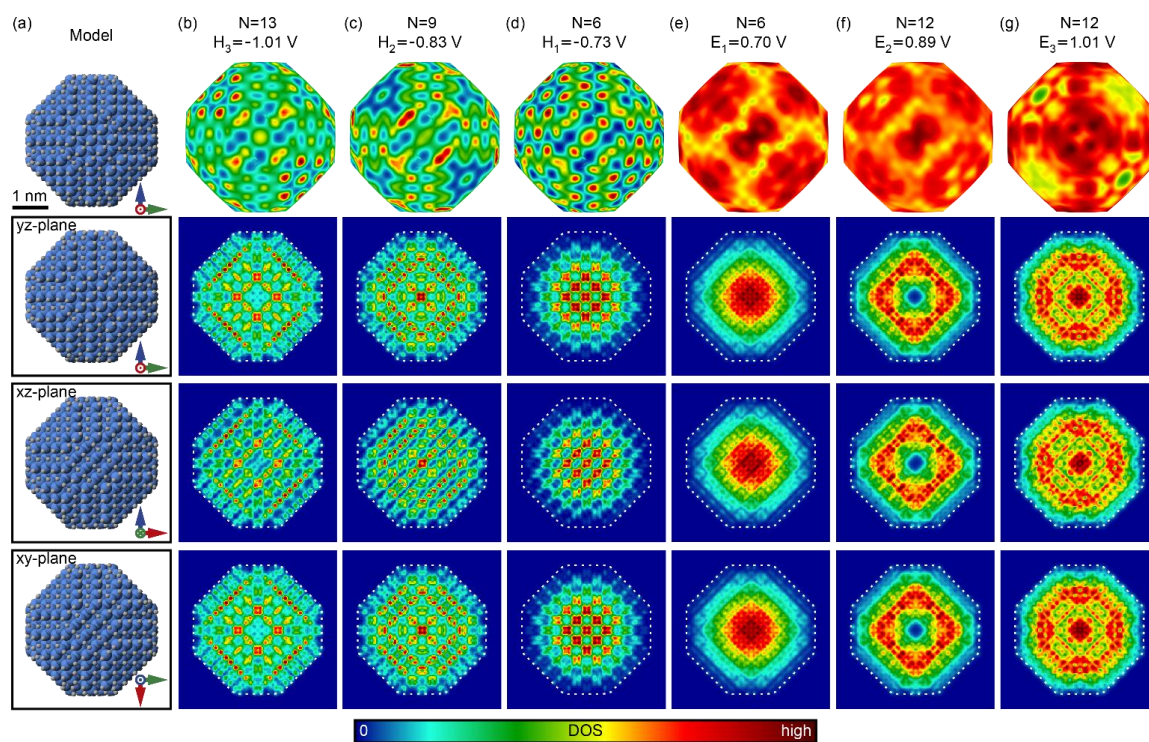 (a)
Model
(b)
N=13
H₃=-1.01 V
(c)
N=9
H₂=-0.83 V
(d)
N=6
H₁=-0.73 V
(e)
N=6
E₁=0.70 V
(f)
N=12
E₂=0.89 V
(g)
N=12
E₃=1.01 V
1 nm
yz-plane
xz-plane
xy-plane
0 DOS high